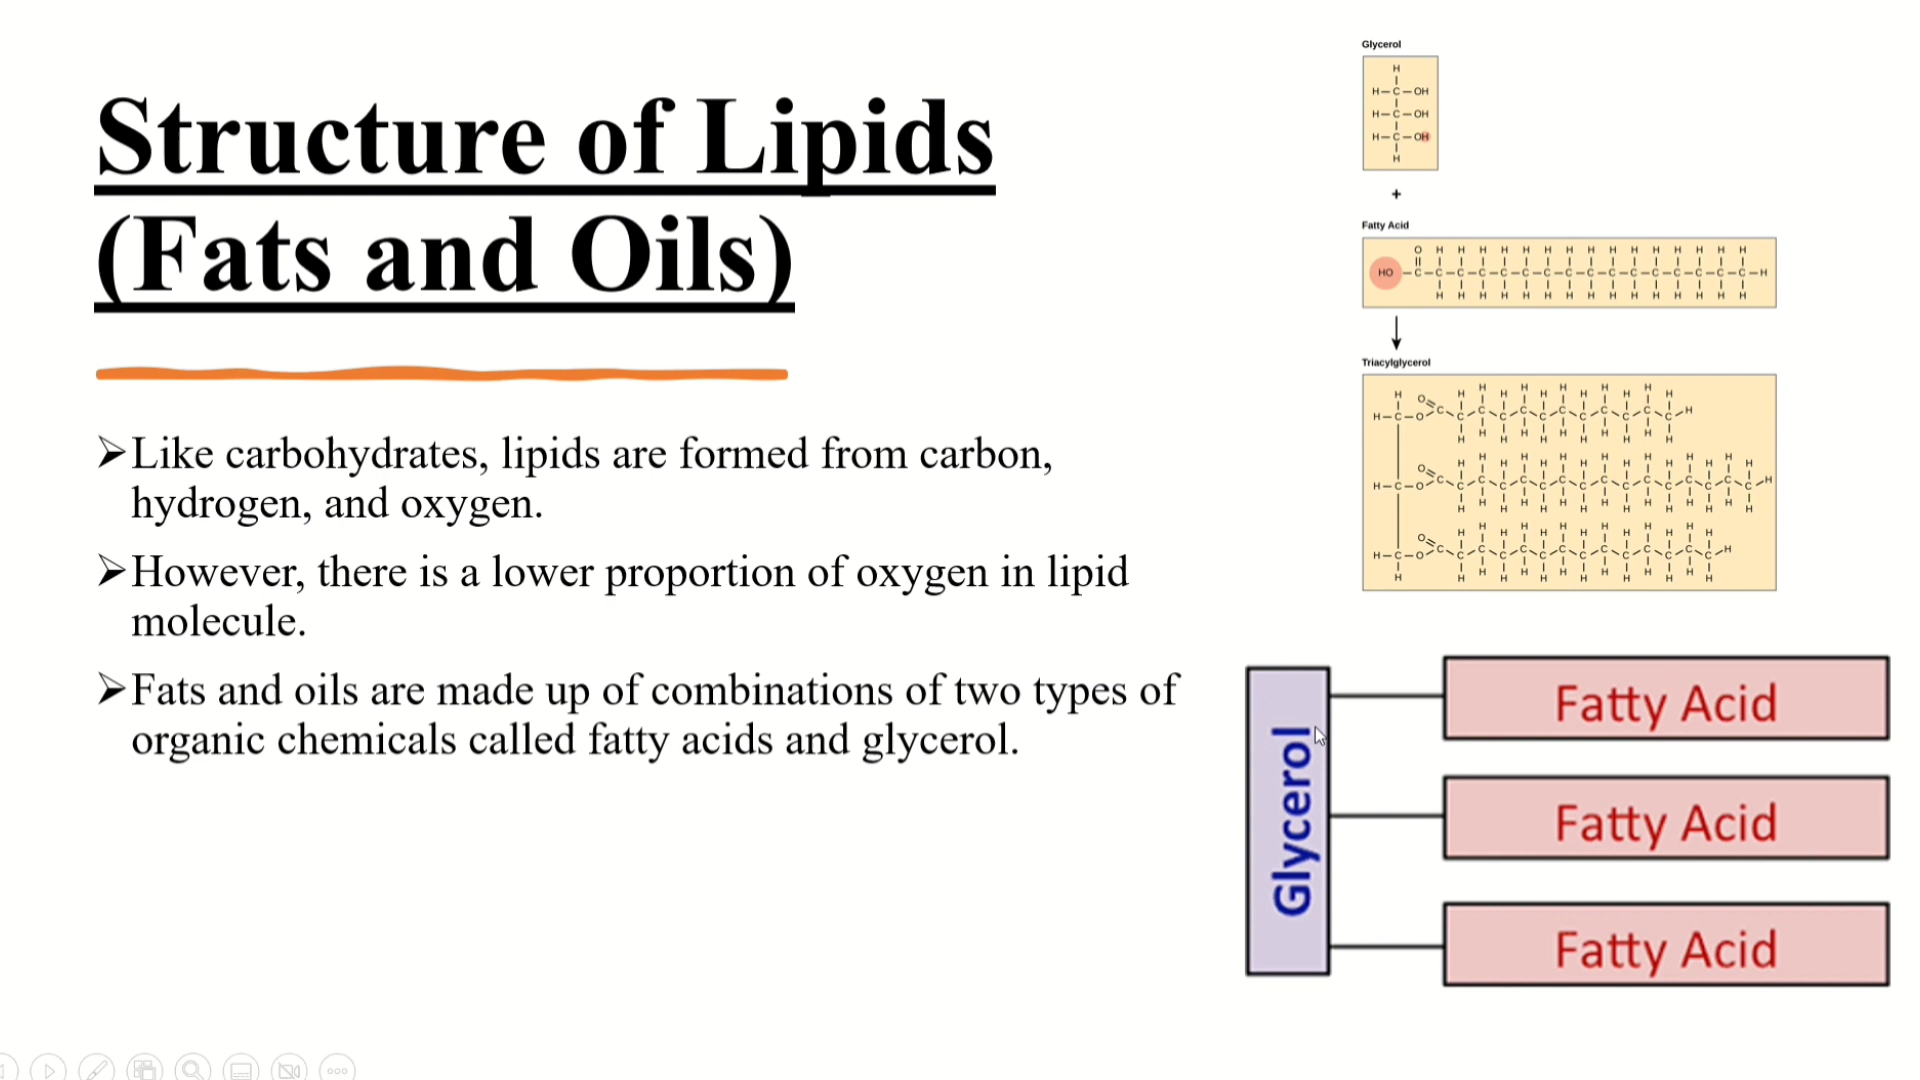 Structure of Lipids
(Fats and Oils)
➢Like carbohydrates, lipids are formed from carbon,
hydrogen, and oxygen.
➢However, there is a lower proportion of oxygen in lipid
molecule.
➢Fats and oils are made up of combinations of two types of
organic chemicals called fatty acids and glycerol.
Glycerol
H
H–C–OH
H–C–OH
H–C–OH
H
+
Fatty Acid
O H H H H H H H H H H H H H H H
HO–C–C–C–C–C–C–C–C–C–C–C–C–C–C–C–C–H
H H H H H H H H H H H H H H H
Triacylglycerol
Glycerol
Fatty Acid
Fatty Acid
Fatty Acid